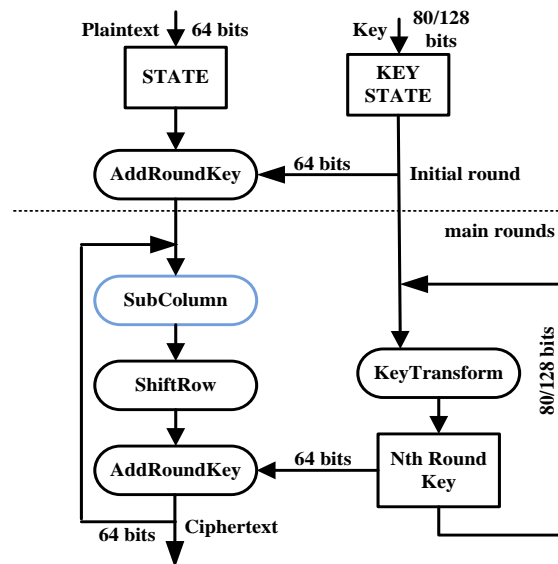 Plaintext 64 bits
Key 80/128
bits
STATE
KEY
STATE
AddRoundKey
64 bits
Initial round
main rounds
SubColumn
ShiftRow
KeyTransform
80/128 bits
AddRoundKey
64 bits
Nth Round
Key
64 bits
Ciphertext